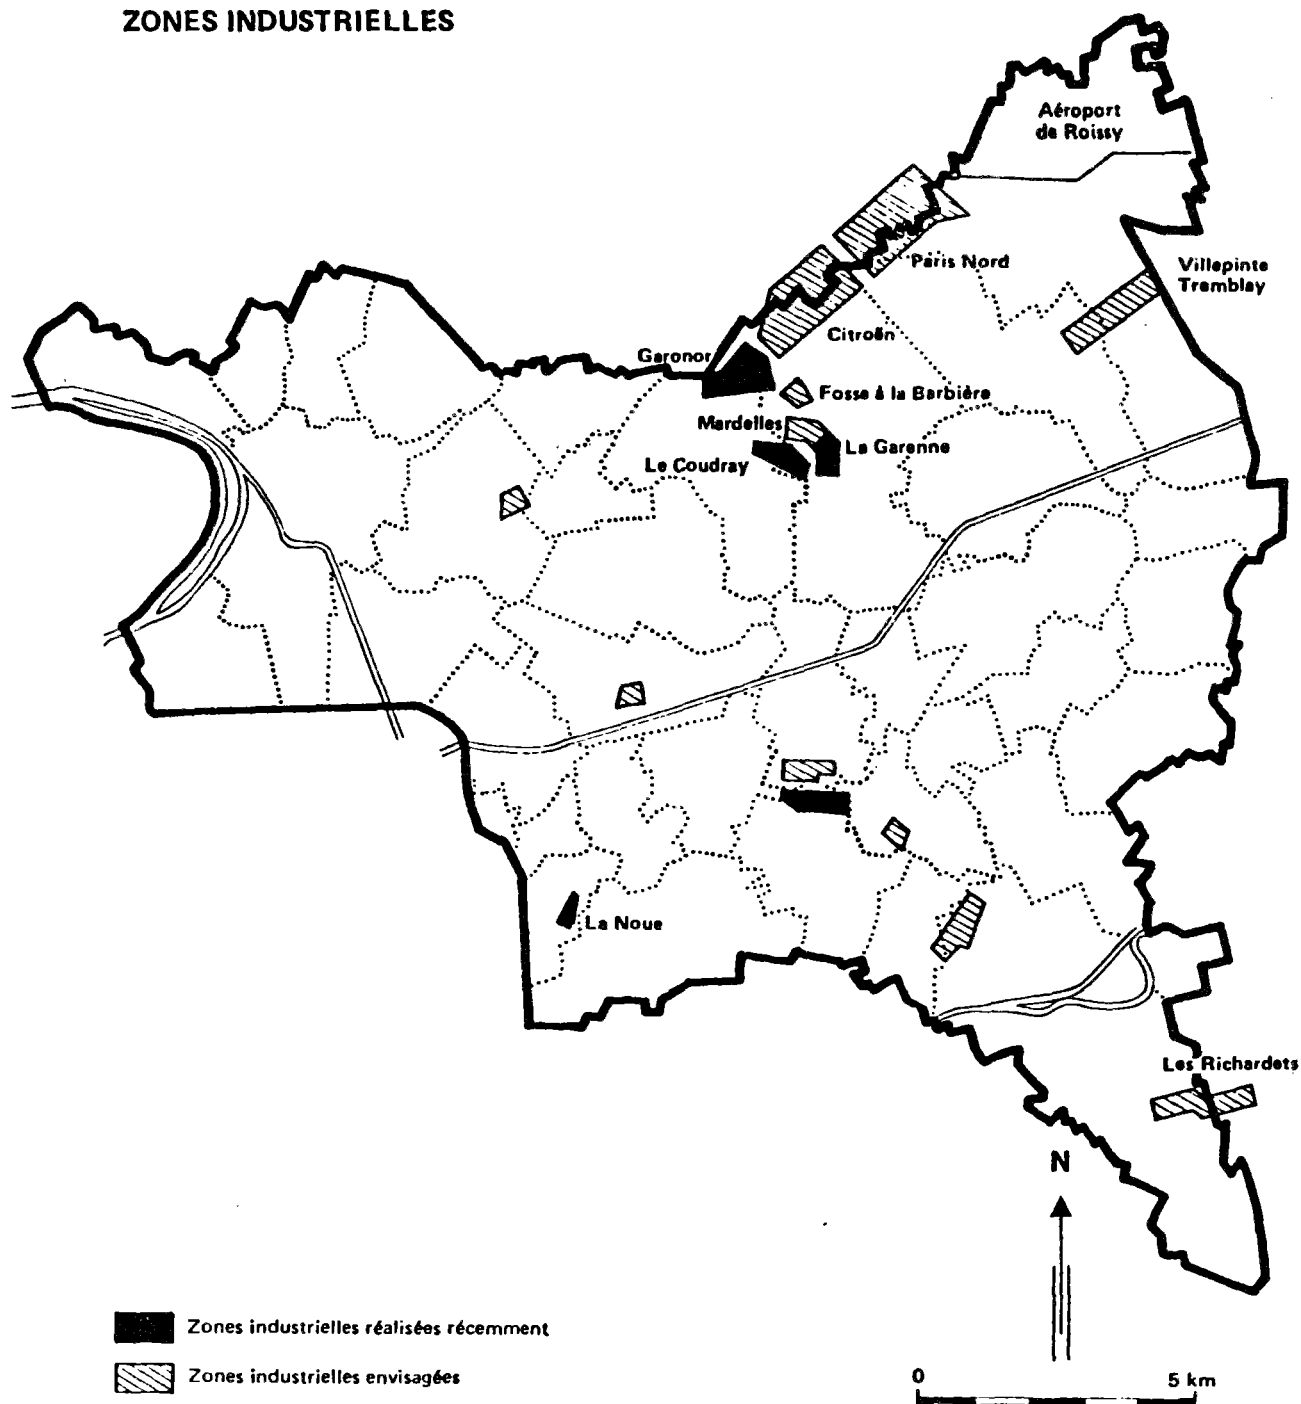 ZONES INDUSTRIELLES
Aéroport
de Roissy
Paris Nord
Villepinte
Tremblay
Citroën
Garonor
Fosse à la Barbière
Mardelles
La Garenne
Le Coudray
La Noue
Les Richardets
N
Zones industrielles réalisées récemment
Zones industrielles envisagées
0
5 km